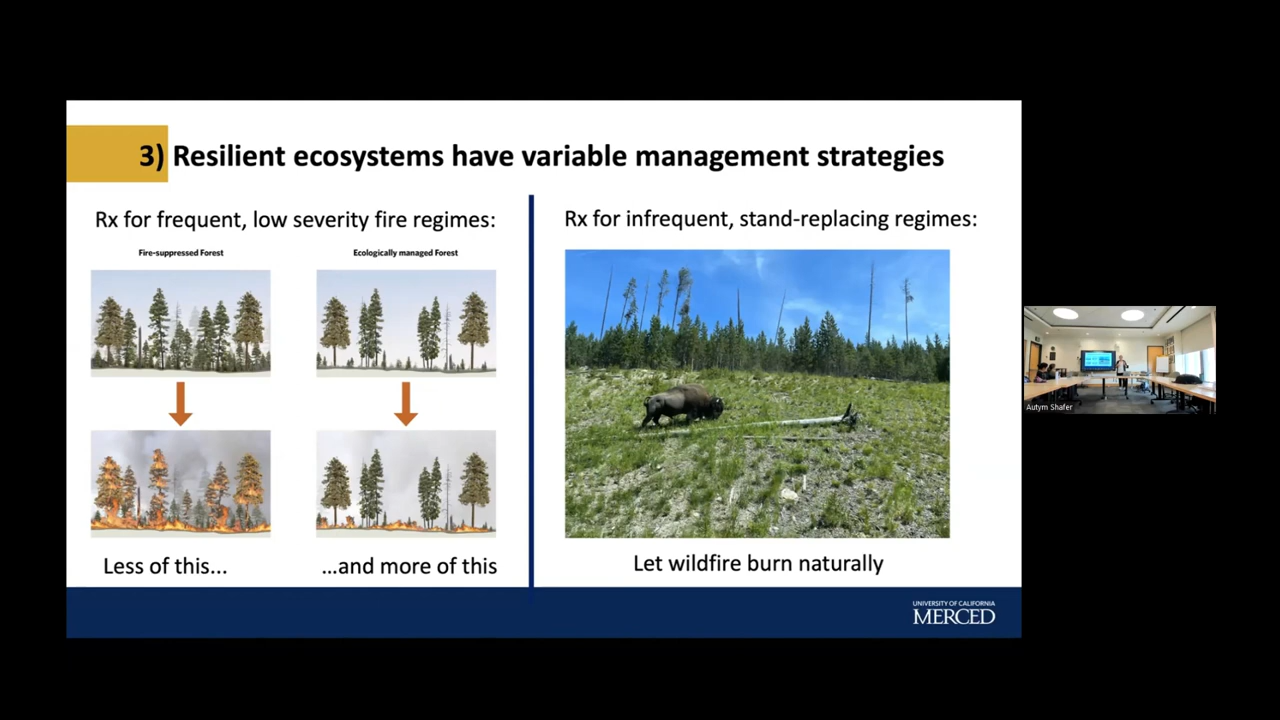 3) Resilient ecosystems have variable management strategies
Rx for frequent, low severity fire regimes:
Fire-suppressed Forest
Ecologically managed Forest
Less of this...
...and more of this
Rx for infrequent, stand-replacing regimes:
Let wildfire burn naturally
UNIVERSITY OF CALIFORNIA
MERCED
Autym Shafer